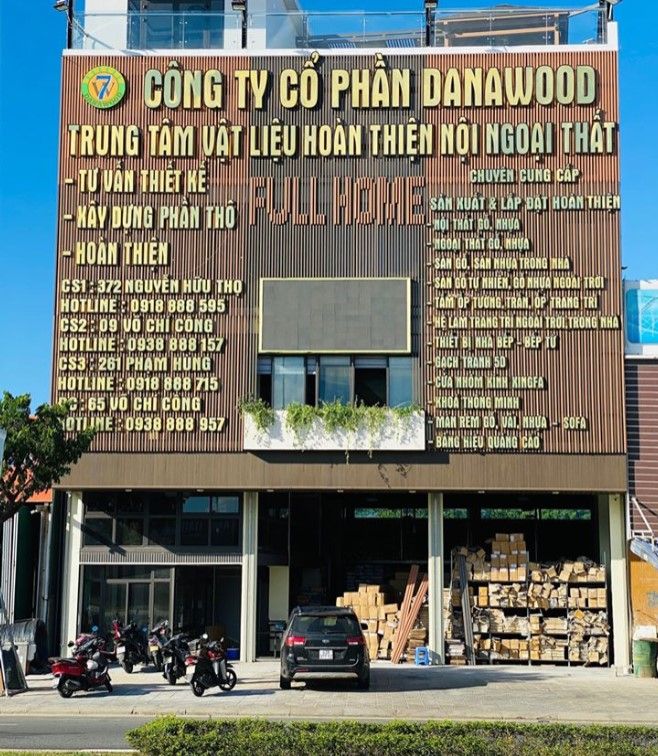 DANAWOOD
CÔNG TY CỔ PHẦN DANAWOOD
TRUNG TÂM VẬT LIỆU HOÀN THIỆN NỘI NGOẠI THẤT
- TƯ VẤN THIẾT KẾ
- XÂY DỰNG PHẦN THÔ
- HOÀN THIỆN
CS1 : 372 NGUYỄN HỮU THỌ
HOTLINE : 0918 888 595
CS2 : 09 VÕ CHÍ CÔNG
HOTLINE : 0938 888 157
CS3 : 261 PHẠM HÙNG
HOTLINE : 0918 888 715
: 65 VÕ CHÍ CÔNG
HOTLINE : 0938 888 957
FULL HOME
CHUYÊN CUNG CẤP
SẢN XUẤT & LẮP ĐẶT HOÀN THIỆN
- NỘI THẤT GỖ, NHỰA
- NGOẠI THẤT GỖ, NHỰA
- SÀN GỖ, SÀN NHỰA TRONG NHÀ
- SÀN GỖ TỰ NHIÊN, GỖ NHỰA NGOÀI TRỜI
- TẤM ỐP TƯỜNG, TRẦN, ỐP TRANG TRÍ
- HỆ LAM TRANG TRÍ NGOÀI TRỜI, TRONG NHÀ
- THIẾT BỊ NHÀ BẾP - BẾP TỪ
- GẠCH TRANH 5D
- CỬA NHÔM KÍNH XINGFA
- KHÓA THÔNG MINH
- MÀN RÈM GỖ, VẢI, NHỰA - SOFA
- BẢNG HIỆU QUẢNG CÁO